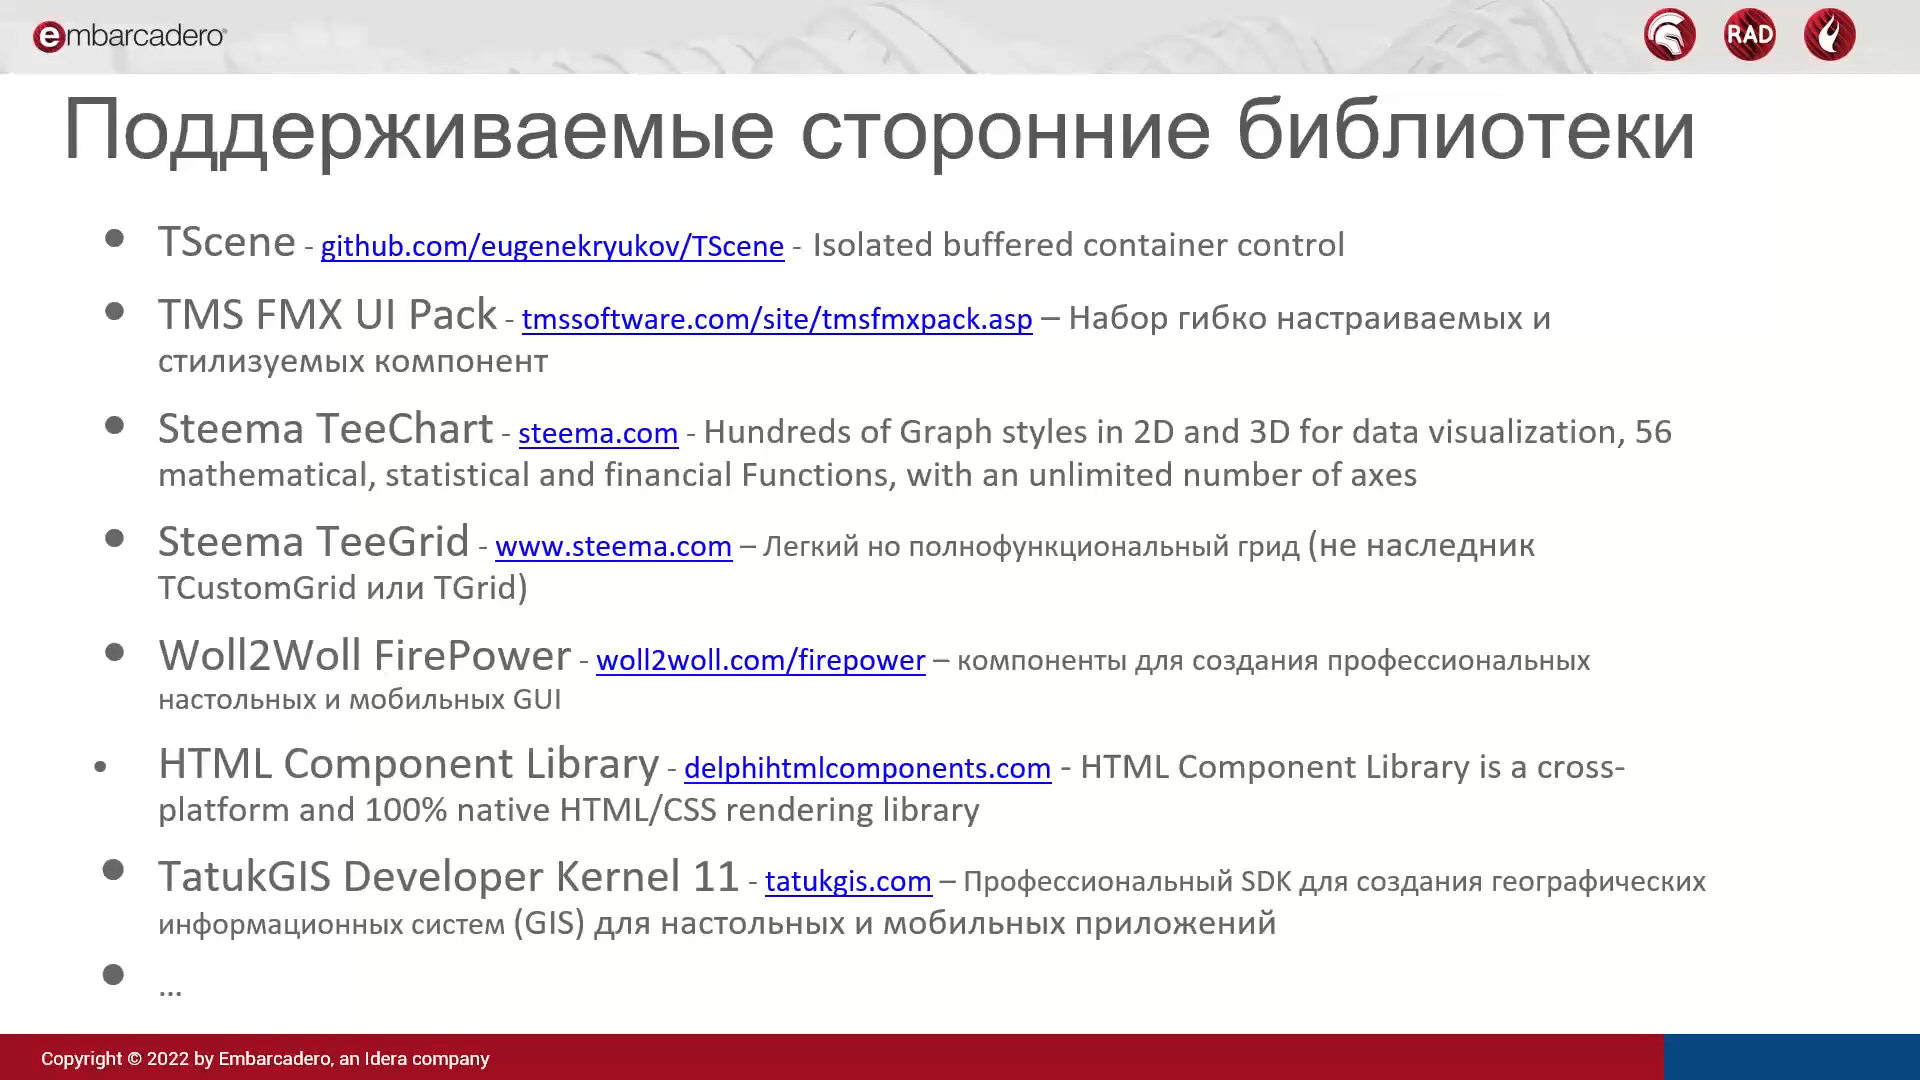 embarcadero
RAD
Поддерживаемые сторонние библиотеки
• TScene - github.com/eugenekryukov/TScene - Isolated buffered container control
• TMS FMX UI Pack - tmssoftware.com/site/tmsfmxpack.asp – Набор гибко настраиваемых и
стилизуемых компонент
• Steema TeeChart - steema.com - Hundreds of Graph styles in 2D and 3D for data visualization, 56
mathematical, statistical and financial Functions, with an unlimited number of axes
• Steema TeeGrid - www.steema.com – Легкий но полнофункциональный грид (не наследник
TCustomGrid или TGrid)
• Woll2Woll FirePower - woll2woll.com/firepower – компоненты для создания профессиональных
настольных и мобильных GUI
• HTML Component Library - delphihtmlcomponents.com - HTML Component Library is a cross-
platform and 100% native HTML/CSS rendering library
• TatukGIS Developer Kernel 11 - tatukgis.com – Профессиональный SDK для создания географических
информационных систем (GIS) для настольных и мобильных приложений
• ...
Copyright © 2022 by Embarcadero, an Idera company